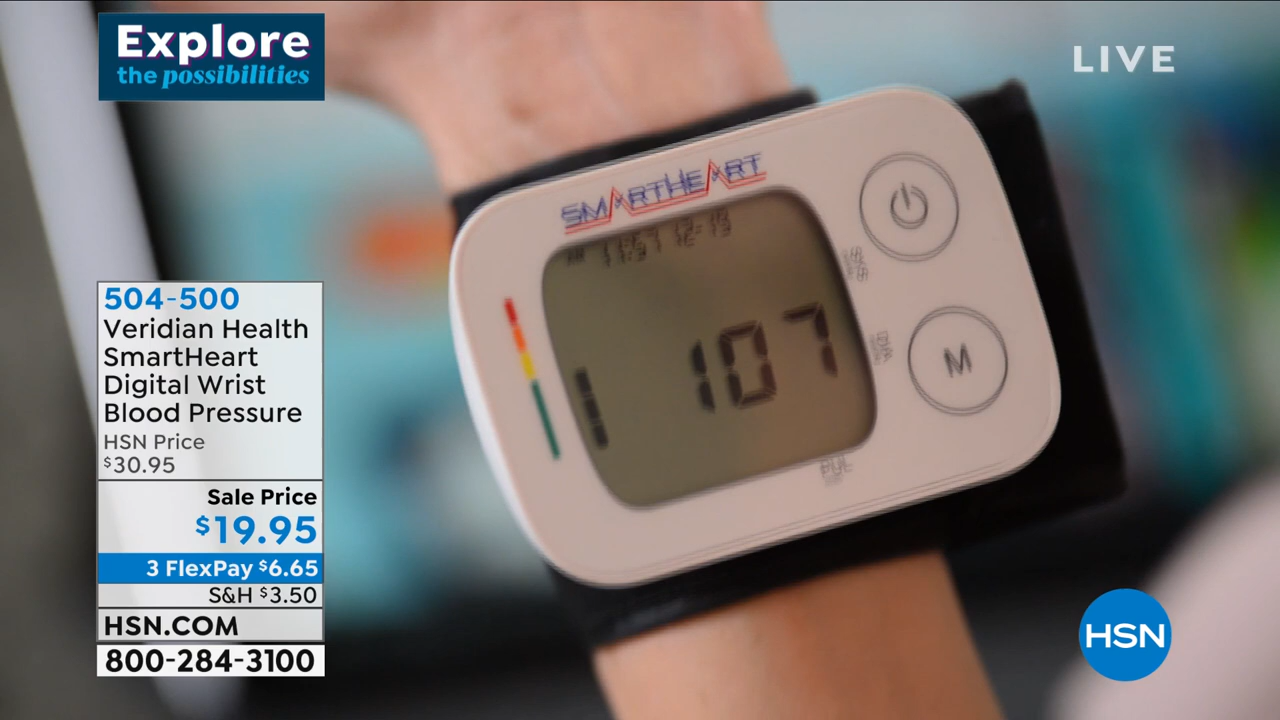 Explore
the possibilities
LIVE
504-500
Veridian Health
SmartHeart
Digital Wrist
Blood Pressure
HSN Price
$30.95
Sale Price
$19.95
3 FlexPay $6.65
S&H $3.50
HSN.COM
800-284-3100
SMARTHEART
107
M
HSN